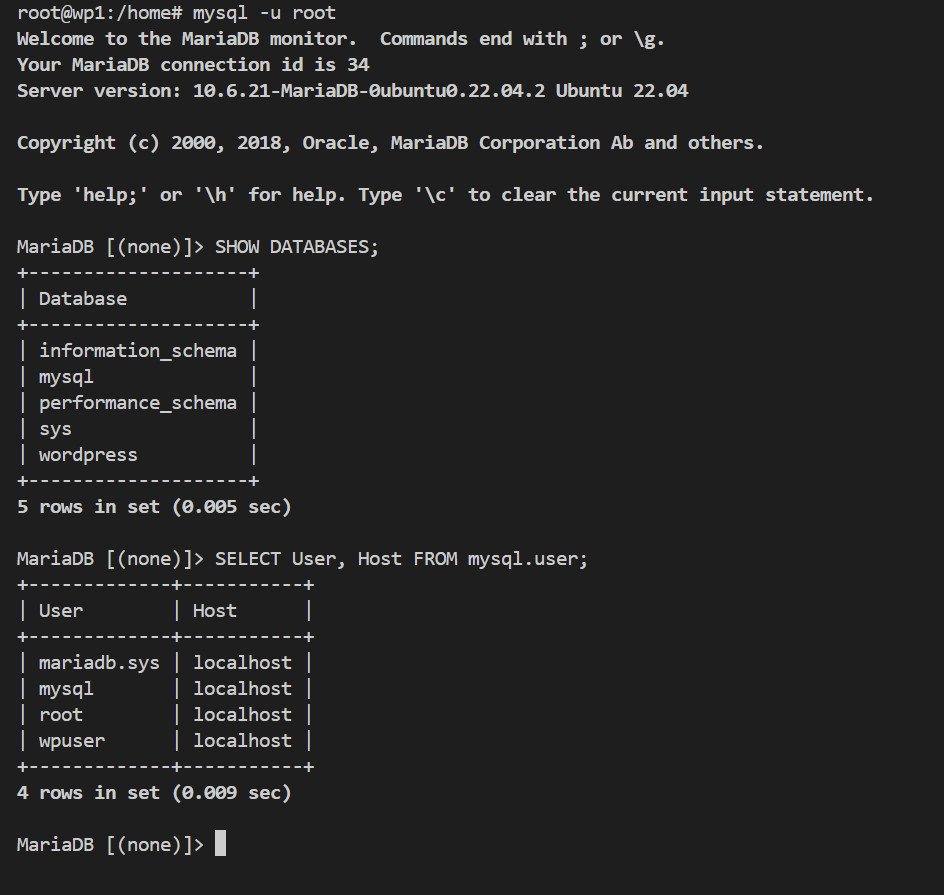 root@wp1:/home# mysql -u root
Welcome to the MariaDB monitor.  Commands end with ; or \g.
Your MariaDB connection id is 34
Server version: 10.6.21-MariaDB-0ubuntu0.22.04.2 Ubuntu 22.04

Copyright (c) 2000, 2018, Oracle, MariaDB Corporation Ab and others.

Type 'help;' or '\h' for help. Type '\c' to clear the current input statement.

MariaDB [(none)]> SHOW DATABASES;
+--------------------+
| Database           |
+--------------------+
| information_schema |
| mysql              |
| performance_schema |
| sys                |
| wordpress          |
+--------------------+
5 rows in set (0.005 sec)

MariaDB [(none)]> SELECT User, Host FROM mysql.user;
+-------------+-----------+
| User        | Host      |
+-------------+-----------+
| mariadb.sys | localhost |
| mysql       | localhost |
| root        | localhost |
| wpuser      | localhost |
+-------------+-----------+
4 rows in set (0.009 sec)

MariaDB [(none)]>